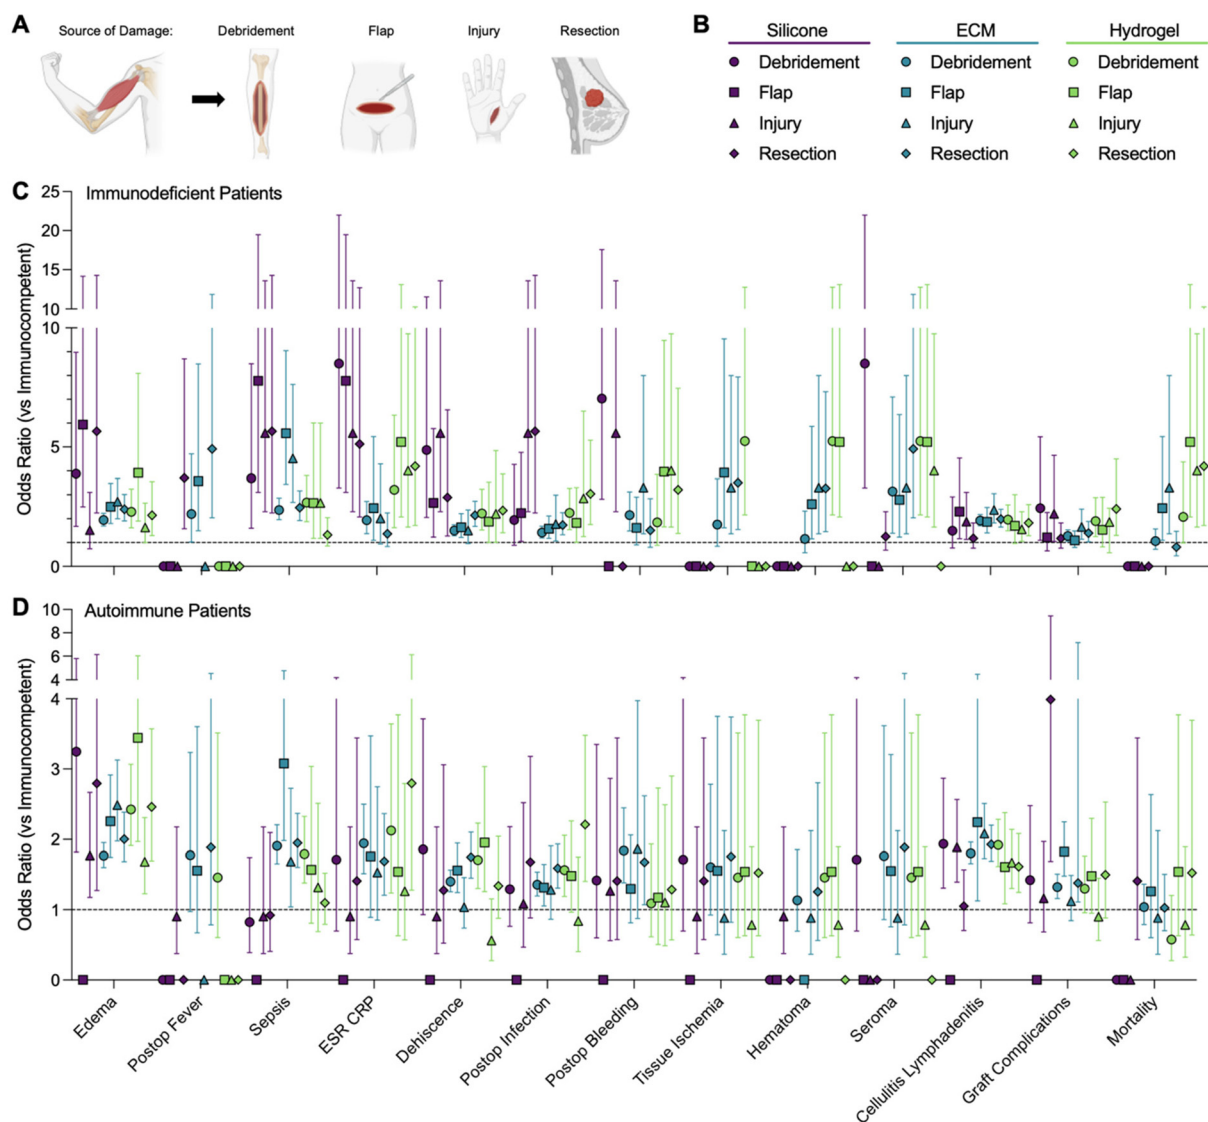 A
Source of Damage:
Debridement
Flap
Injury
Resection
B
Silicone
ECM
Hydrogel
Debridement
Debridement
Debridement
Flap
Flap
Flap
Injury
Injury
Injury
Resection
Resection
Resection
C
Immunodeficient Patients
Odds Ratio (vs Immunocompetent)
25
20
15
10
10
5
0
D
Autoimmune Patients
Odds Ratio (vs Immunocompetent)
10
8
6
4
4
3
2
1
0
Edema
Postop Fever
Sepsis
ESR CRP
Dehiscence
Postop Infection
Postop Bleeding
Tissue Ischemia
Hematoma
Seroma
Cellulitis Lymphadenitis
Graft Complications
Mortality